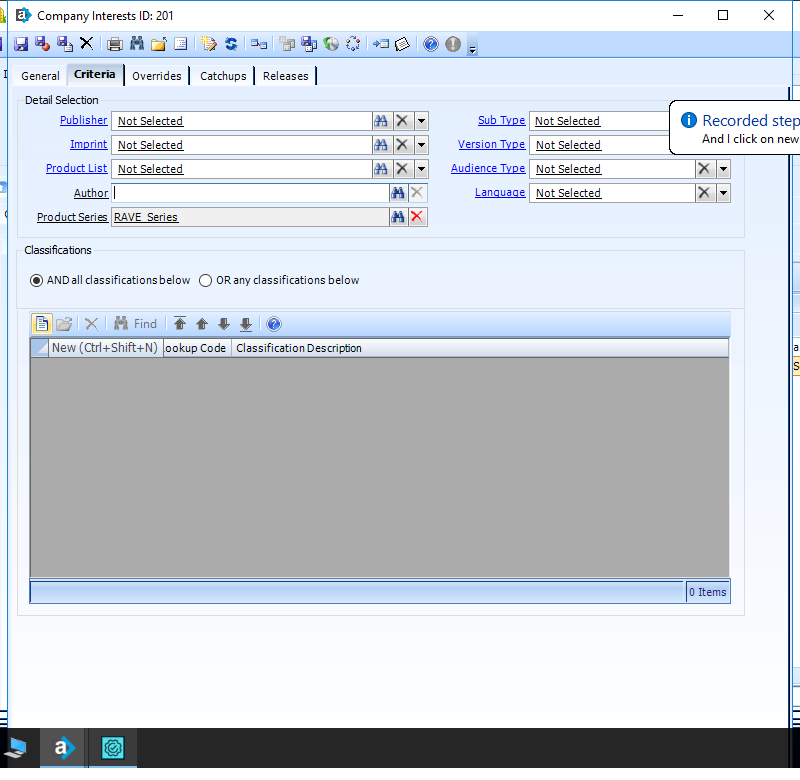 Company Interests ID: 201
General Criteria Overrides Catchups Releases
Detail Selection
Publisher Not Selected Sub Type Not Selected
Imprint Not Selected Version Type Not Selected
Product List Not Selected Audience Type Not Selected
Author Language Not Selected
Product Series RAVE Series
Recorded step
And I click on new
Classifications
AND all classifications below OR any classifications below
Find
New (Ctrl+Shift+N) ookup Code Classification Description
0 Items